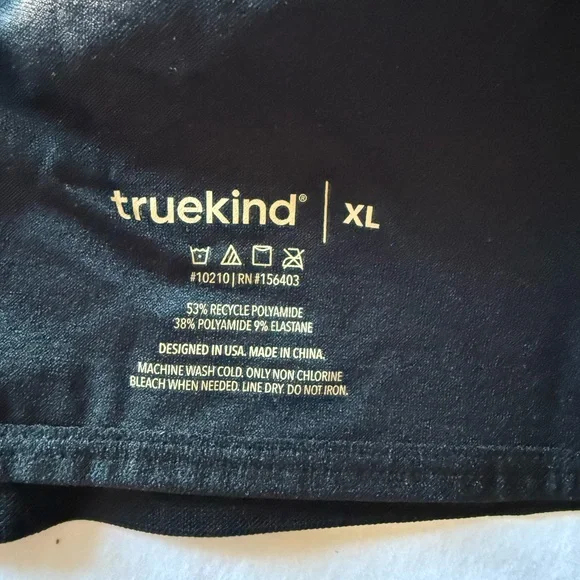 truekind® | XL
#10210 | RN #156403
53% RECYCLE POLYAMIDE
38% POLYAMIDE 9% ELASTANE
DESIGNED IN USA. MADE IN CHINA.
MACHINE WASH COLD. ONLY NON CHLORINE
BLEACH WHEN NEEDED. LINE DRY. DO NOT IRON.